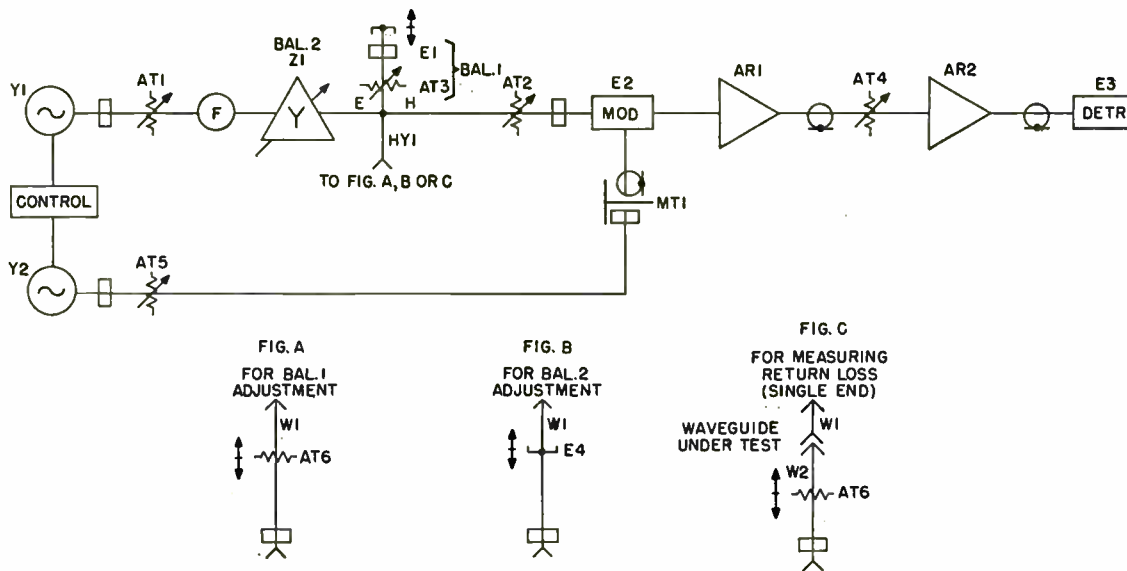 BAL.2
Z1
Y1
AT1
F
Y
E1
AT3
BAL.1
E
H
HY1
TO FIG. A, B OR C
AT2
E2
MOD
AR1
AT4
AR2
E3
DETR
CONTROL
MT1
Y2
AT5
FIG. A
FOR BAL.1
ADJUSTMENT
W1
AT6
FIG. B
FOR BAL.2
ADJUSTMENT
W1
E4
FIG. C
FOR MEASURING
RETURN LOSS
(SINGLE END)
W1
WAVEGUIDE
UNDER TEST
W2
AT6